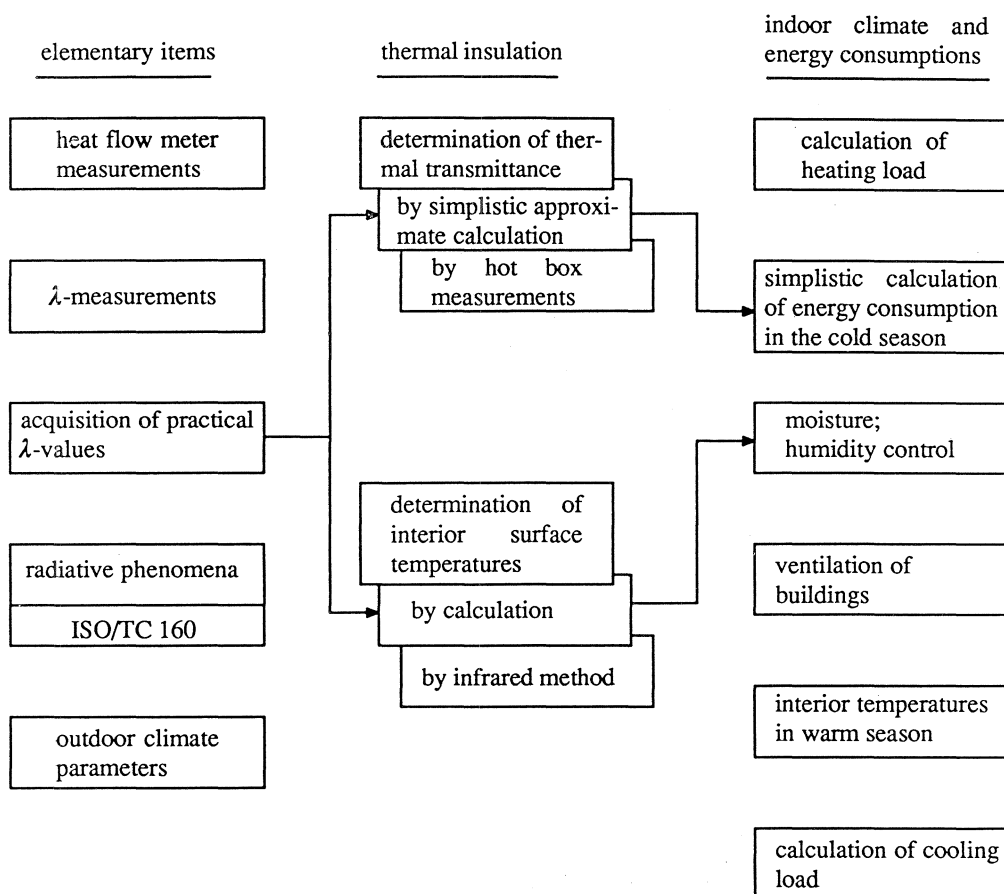 elementary items
heat flow meter
measurements
λ-measurements
acquisition of practical
λ-values
radiative phenomena
ISO/TC 160
outdoor climate
parameters
thermal insulation
determination of ther-
mal transmittance
by simplistic approxi-
mate calculation
by hot box
measurements
determination of
interior surface
temperatures
by calculation
by infrared method
indoor climate and
energy consumptions
calculation of
heating load
simplistic calculation
of energy consumption
in the cold season
moisture;
humidity control
ventilation of
buildings
interior temperatures
in warm season
calculation of cooling
load